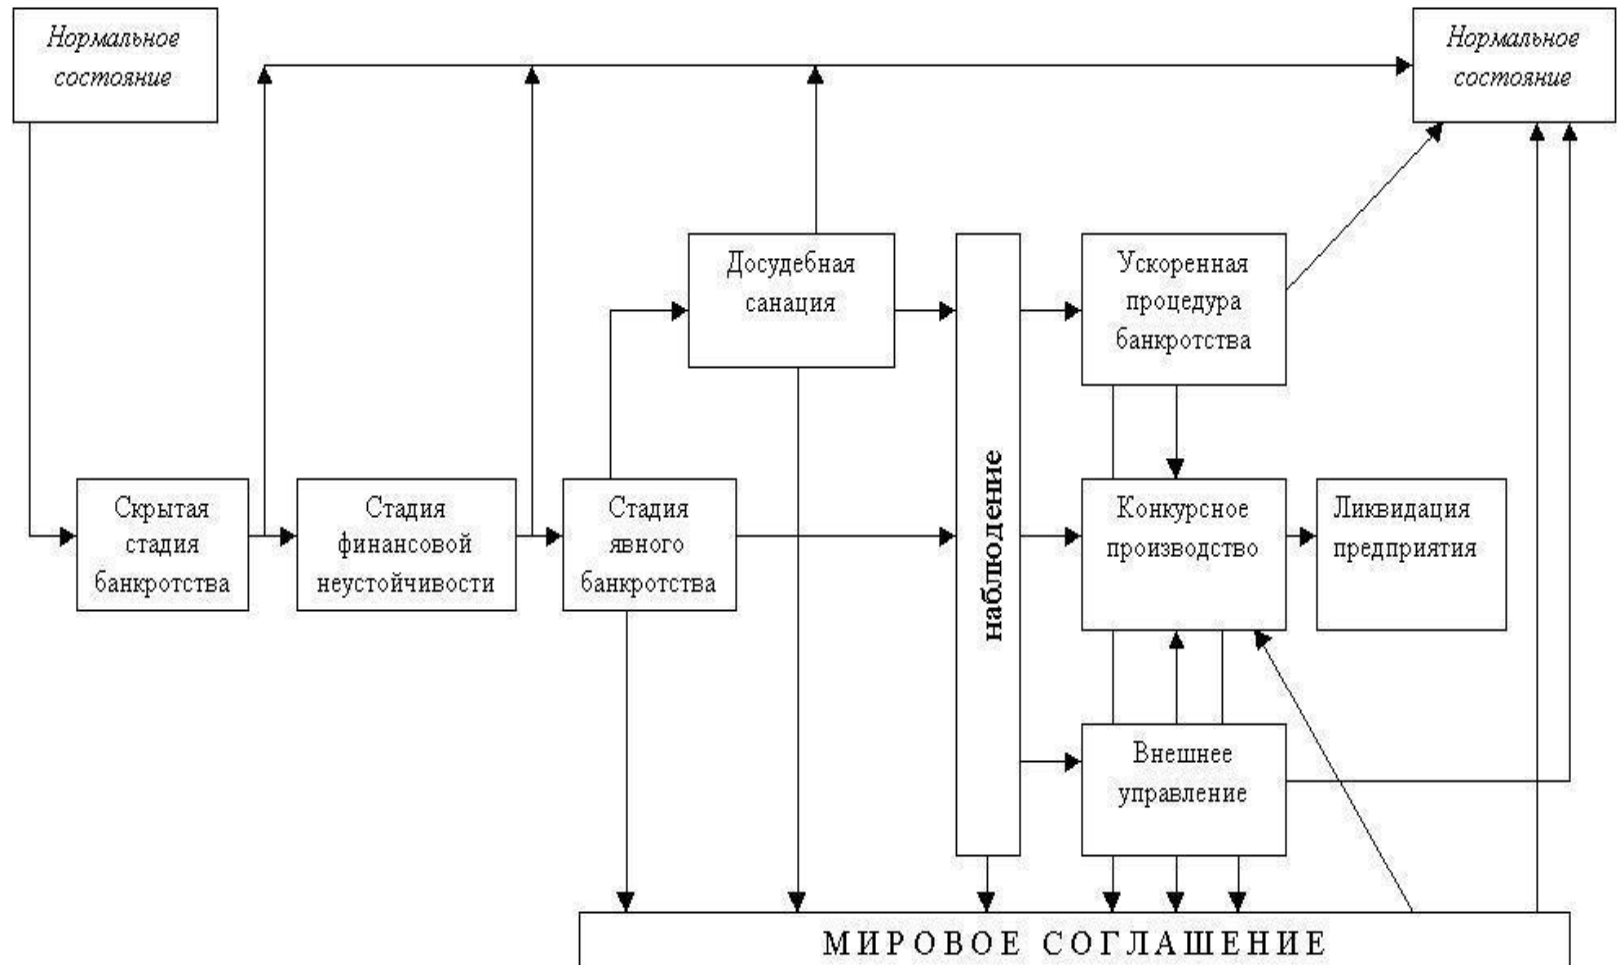 Нормальное
состояние
Нормальное
состояние
Досудебная
санация
Ускоренная
процедура
банкротства
Скрытая
стадия
банкротства
Стадия
финансовой
неустойчивости
Стадия
явного
банкротства
наблюдение
Конкурсное
производство
Ликвидация
предприятия
Внешнее
управление
МИРОВОЕ СОГЛАШЕНИЕ